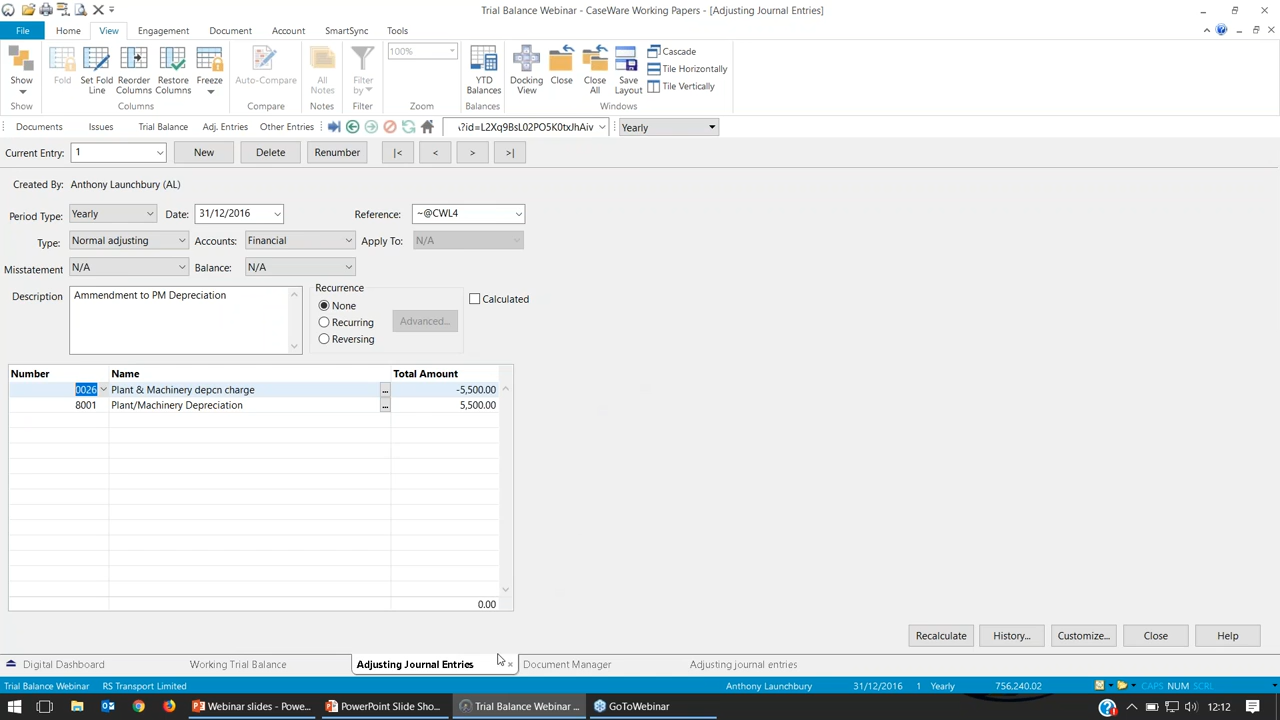 Trial Balance Webinar - CaseWare Working Papers - [Adjusting Journal Entries]
File Home View Engagement Document Account SmartSync Tools
Show Fold Set Fold Line Reorder Columns Restore Columns Freeze Auto-Compare All Notes Filter by 100% YTD Balances Docking View Close Close All Save Layout Cascade
Tile Horizontally
Tile Vertically
Show Columns Compare Notes Filter Zoom Balances Windows
Documents Issues Trial Balance Adj. Entries Other Entries ?id=L2Xq9BsL02PO5K0txJhAiv Yearly
Current Entry: 1 New Delete Renumber |< < > >|
Created By: Anthony Launchbury (AL)
Period Type: Yearly Date: 31/12/2016 Reference: ~@CWL4
Type: Normal adjusting Accounts: Financial Apply To: N/A
Misstatement N/A Balance: N/A
Description Ammendment to PM Depreciation Recurrence
None
Recurring Advanced...
Reversing
Calculated
Number Name Total Amount
0026 Plant & Machinery depcn charge ... -5,500.00
8001 Plant/Machinery Depreciation ... 5,500.00
0.00
Recalculate History... Customize... Close Help
Digital Dashboard Working Trial Balance Adjusting Journal Entries Document Manager Adjusting journal entries
Trial Balance Webinar RS Transport Limited Anthony Launchbury 31/12/2016 1 Yearly 756,240.02 CAPS NUM SCRL
Webinar slides - Powe... PowerPoint Slide Sho... Trial Balance Webinar ... GoToWebinar 12:12